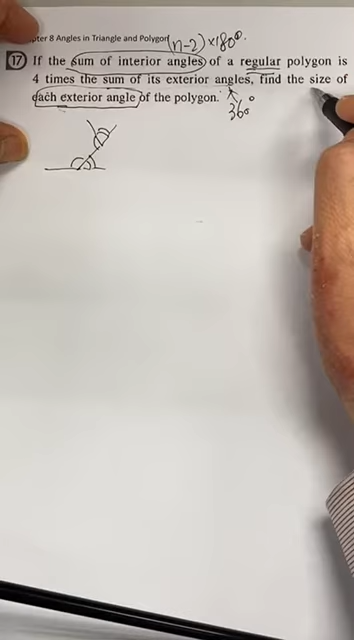 pter 8 Angles in Triangle and Polygon (n-2)×180°.
17 If the sum of interior angles of a regular polygon is
4 times the sum of its exterior angles, find the size of
each exterior angle of the polygon. 360°